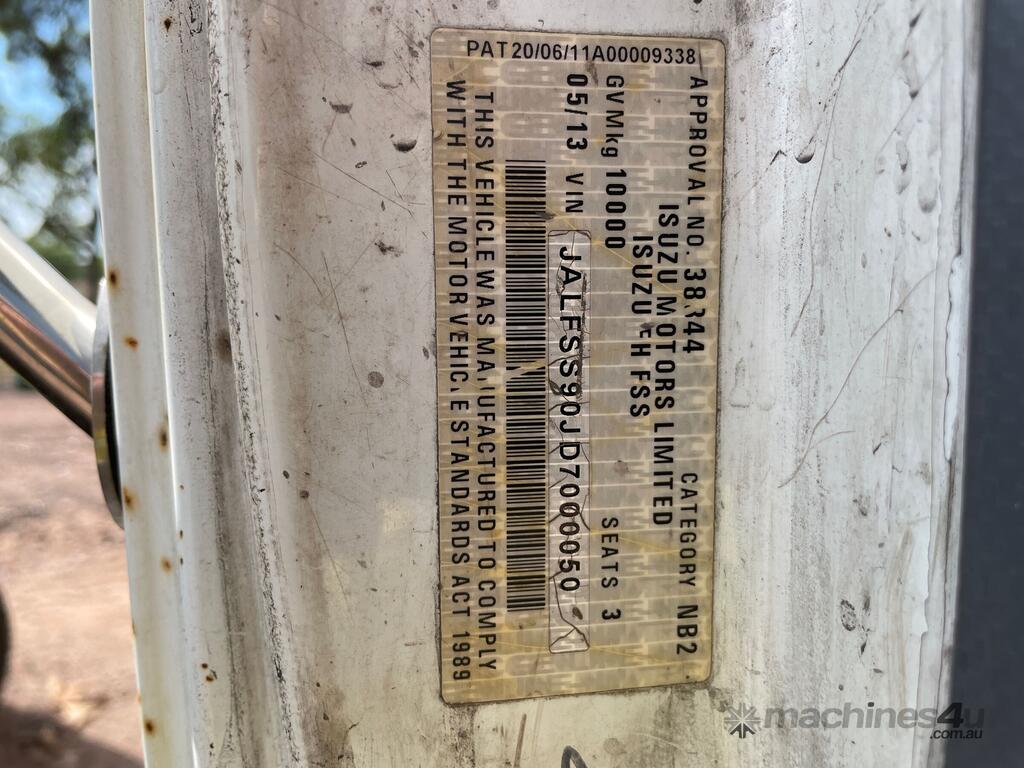 PAT20/06/11A00009338
APPROVAL NO. 38344 CATEGORY NB2
ISUZU MOTORS LIMITED
ISUZU FH FSS
GVMkg 10000 SEATS 3
05/13 VIN JALFSS90JD7000050
THIS VEHICLE WAS MANUFACTURED TO COMPLY
WITH THE MOTOR VEHICLE STANDARDS ACT 1989
machines4u
.com.au